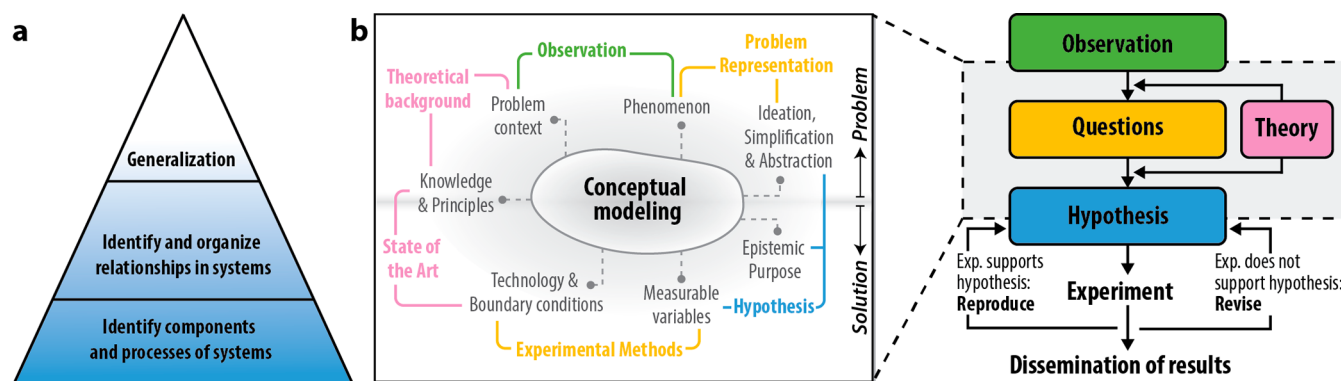 a
Generalization
Identify and organize
relationships in systems
Identify components
and processes of systems
b
Observation
Problem
Representation
Theoretical
background
Problem
context
Phenomenon
Ideation,
Simplification
& Abstraction
Knowledge
& Principles
Conceptual
modeling
State of
the Art
Epistemic
Purpose
Technology &
Boundary conditions
Measurable
variables
Hypothesis
Experimental Methods
Problem
Solution
Observation
Questions
Theory
Hypothesis
Exp. supports
hypothesis:
Reproduce
Experiment
Exp. does not
support hypothesis:
Revise
Dissemination of results